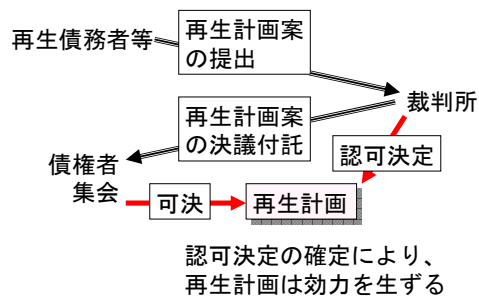 再生債務者等
再生計画案
の提出
裁判所
再生計画案
の決議付託
認可決定
債権者
集会
可決
再生計画
認可決定の確定により、
再生計画は効力を生ずる